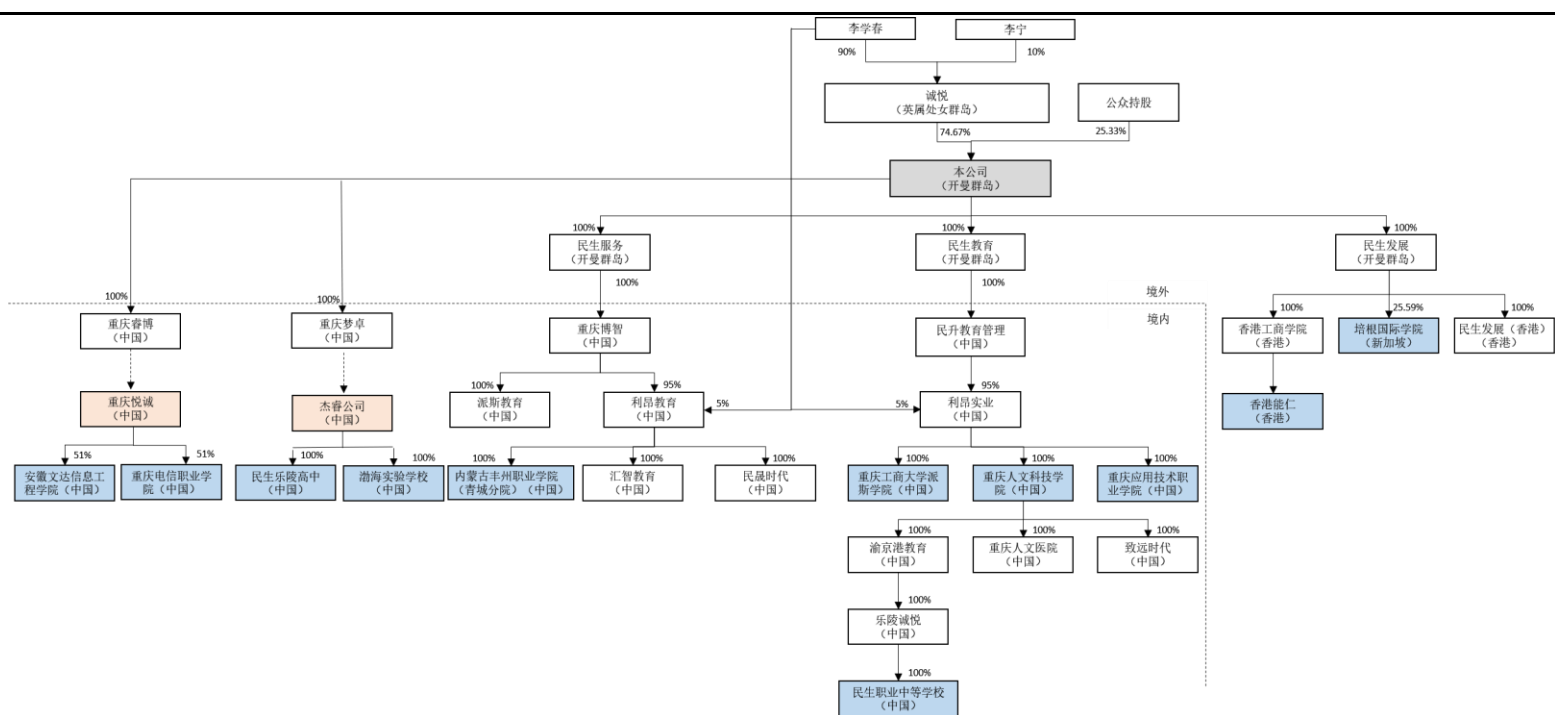 李学春
李宁
90%
10%
诚悦
（英属处女群岛）
公众持股
74.67%
25.33%
本公司
（开曼群岛）
100%
100%
100%
民生服务
（开曼群岛）
民生教育
（开曼群岛）
民生发展
（开曼群岛）
100%
100%
境外
100%
100%
境内
100%
25.59%
100%
重庆睿博
（中国）
重庆梦卓
（中国）
重庆博智
（中国）
民升教育管理
（中国）
香港工商学院
（香港）
培根国际学院
（新加坡）
民生发展（香港）
（香港）
100%
95%
95%
重庆悦诚
（中国）
杰睿公司
（中国）
派斯教育
（中国）
利昂教育
（中国）
5%
5%
利昂实业
（中国）
香港能仁
（香港）
51%
51%
100%
100%
100%
100%
100%
100%
100%
100%
安徽文达信息工
程学院（中国）
重庆电信职业学
院（中国）
民生乐陵高中
（中国）
渤海实验学校
（中国）
内蒙古丰州职业学院
（青城分院）（中国）
汇智教育
（中国）
民晟时代
（中国）
重庆工商大学派
斯学院（中国）
重庆人文科技学
院（中国）
重庆应用技术职
业学院（中国）
100%
100%
100%
渝京港教育
（中国）
重庆人文医院
（中国）
致远时代
（中国）
100%
乐陵诚悦
（中国）
100%
民生职业中等学校
（中国）